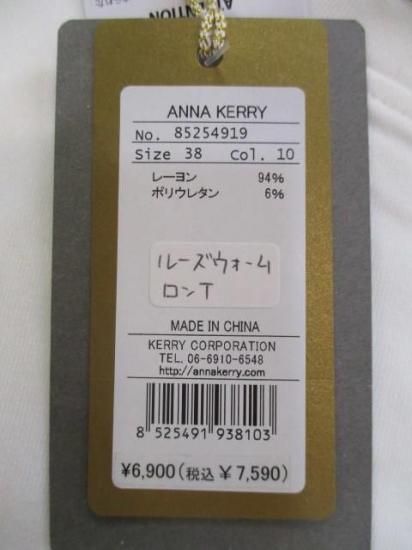 ATTENTION
ANNA KERRY
No. 85254919
Size 38 Col. 10
レーヨン 94%
ポリウレタン 6%
ルーズウォーム
ロンT
MADE IN CHINA
KERRY CORPORATION
TEL. 06-6910-6548
http://annakerry.com
8 525491 938103
¥6,900(税込¥7,590)